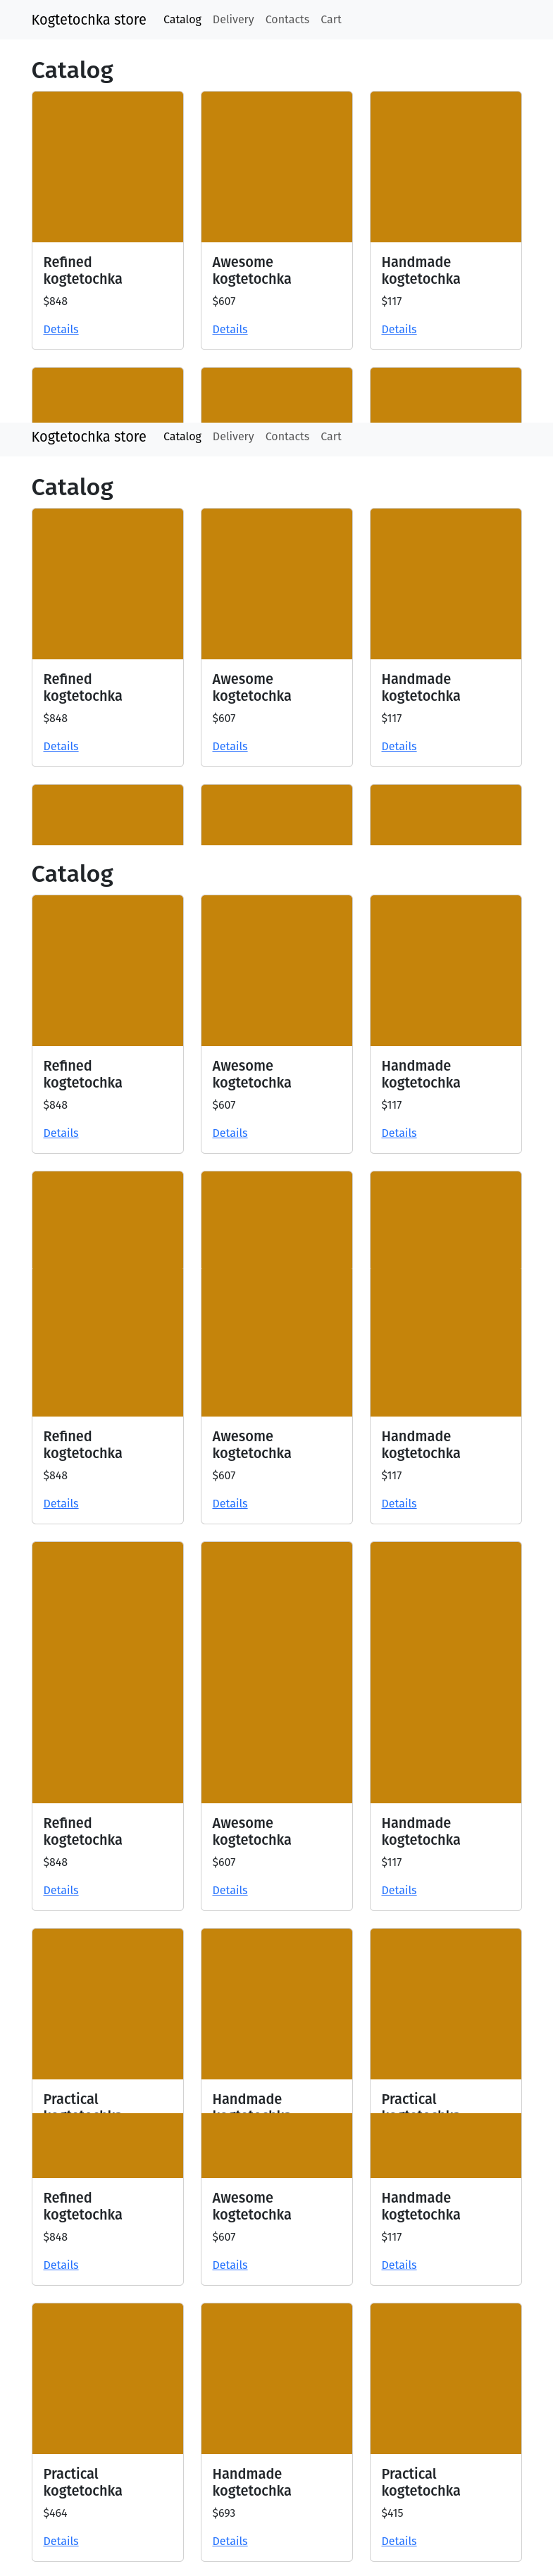 Kogtetochka store Catalog Delivery Contacts Cart
Catalog
Refined kogtetochka
$848
Details
Awesome kogtetochka
$607
Details
Handmade kogtetochka
$117
Details
Kogtetochka store Catalog Delivery Contacts Cart
Catalog
Refined kogtetochka
$848
Details
Awesome kogtetochka
$607
Details
Handmade kogtetochka
$117
Details
Catalog
Refined kogtetochka
$848
Details
Awesome kogtetochka
$607
Details
Handmade kogtetochka
$117
Details
Refined kogtetochka
$848
Details
Awesome kogtetochka
$607
Details
Handmade kogtetochka
$117
Details
Refined kogtetochka
$848
Details
Awesome kogtetochka
$607
Details
Handmade kogtetochka
$117
Details
Practical
Handmade
Practical
Refined kogtetochka
$848
Details
Awesome kogtetochka
$607
Details
Handmade kogtetochka
$117
Details
Practical kogtetochka
$464
Details
Handmade kogtetochka
$693
Details
Practical kogtetochka
$415
Details